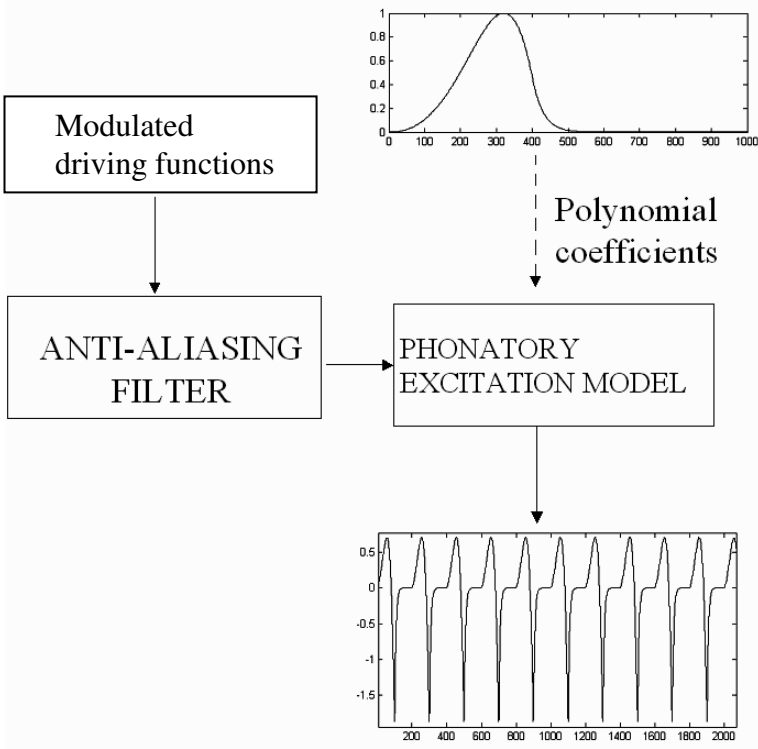 1
0.8
0.6
0.4
0.2
0
0 100 200 300 400 500 600 700 800 900 1000
Modulated
driving functions
Polynomial
coefficients
ANTI-ALIASING
FILTER
PHONATORY
EXCITATION MODEL
0.5
0
-0.5
-1
-1.5
200 400 600 800 1000 1200 1400 1600 1800 2000